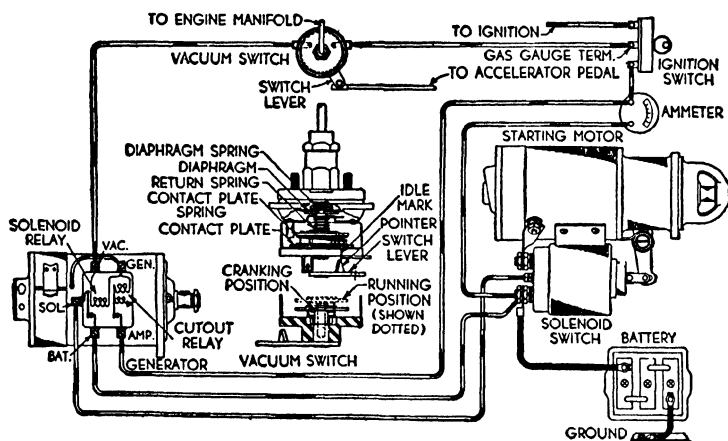 TO ENGINE MANIFOLD
VACUUM SWITCH
SWITCH
LEVER
TO ACCELERATOR PEDAL
TO IGNITION
GAS GAUGE TERM.
IGNITION
SWITCH
AMMETER
STARTING MOTOR
DIAPHRAGM SPRING
DIAPHRAGM
RETURN SPRING
CONTACT PLATE
SPRING
CONTACT PLATE
IDLE
MARK
POINTER
SWITCH
LEVER
SOLENOID
RELAY
VAC.
GEN.
SOL.
CUTOUT
RELAY
BAT.
AMP.
GENERATOR
CRANKING
POSITION
RUNNING
POSITION
(SHOWN
DOTTED)
VACUUM SWITCH
SOLENOID
SWITCH
BATTERY
GROUND